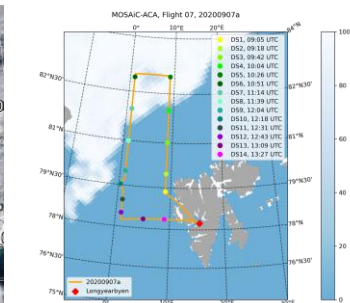 MOSAiC-ACA, Flight 07, 20200907a
0°
10°E
20°E
84°N
100
82°N30'
82°N30'
81°N
81°N
79°N30'
79°N30'
78°N
78°N
76°N30'
76°N30'
75°N
DS1, 09:05 UTC
DS2, 09:18 UTC
DS3, 09:42 UTC
DS4, 10:04 UTC
DS5, 10:26 UTC
DS6, 10:51 UTC
DS7, 11:14 UTC
DS8, 11:39 UTC
DS9, 12:04 UTC
DS10, 12:18 UTC
DS11, 12:31 UTC
DS12, 12:43 UTC
DS13, 13:09 UTC
DS14, 13:27 UTC
80
60
40
20
0
20200907a
Longyearbyen
10°E